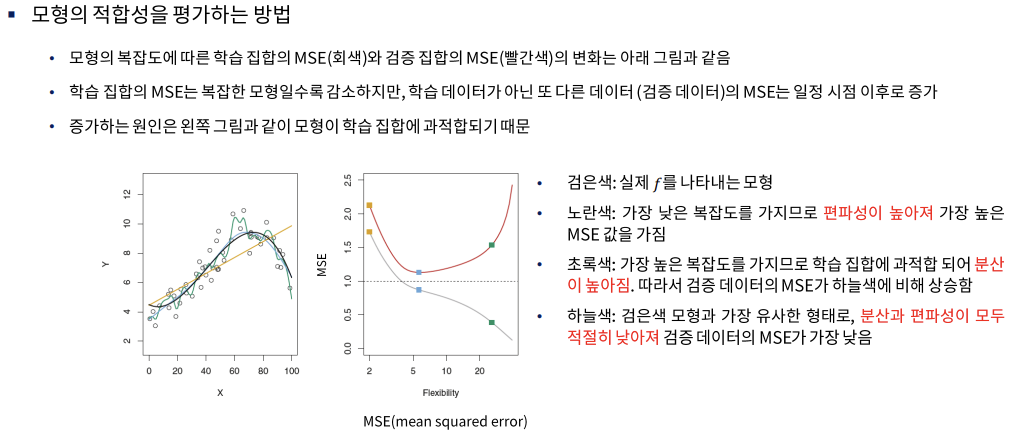 모형의 적합성을 평가하는 방법
모형의 복잡도에 따른 학습 집합의 MSE(회색)와 검증 집합의 MSE(빨간색)의 변화는 아래 그림과 같음
학습 집합의 MSE는 복잡한 모형일수록 감소하지만, 학습 데이터가 아닌 또 다른 데이터 (검증 데이터)의 MSE는 일정 시점 이후로 증가
증가하는 원인은 왼쪽 그림과 같이 모형이 학습 집합에 과적합되기 때문
Y
12
10
8
6
4
2
0 20 40 60 80 100
X
MSE
2.5
2.0
1.5
1.0
0.5
0.0
2 5 10 20
Flexibility
MSE(mean squared error)
검은색: 실제 f를 나타내는 모형
노란색: 가장 낮은 복잡도를 가지므로 편파성이 높아져 가장 높은
MSE 값을 가짐
초록색: 가장 높은 복잡도를 가지므로 학습 집합에 과적합 되어 분산
이 높아짐. 따라서 검증 데이터의 MSE가 하늘색에 비해 상승함
하늘색: 검은색 모형과 가장 유사한 형태로, 분산과 편파성이 모두
적절히 낮아져 검증 데이터의 MSE가 가장 낮음